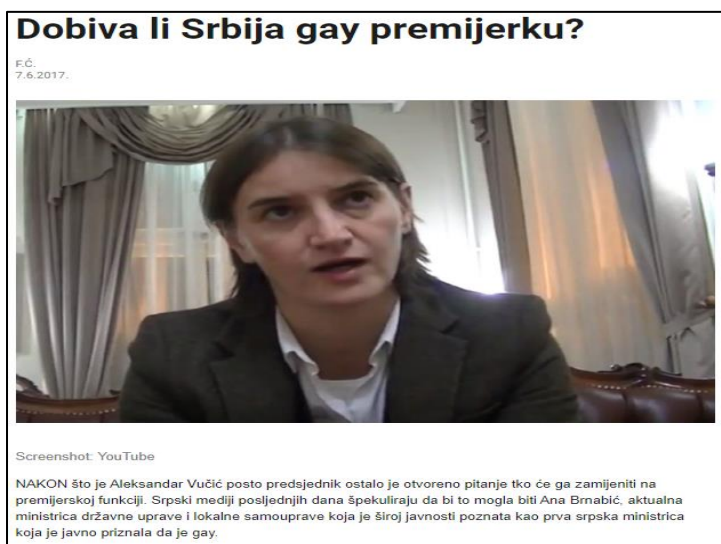 Dobiva li Srbija gay premijerku?
F.Ć.
7.6.2017.
Screenshot: YouTube
NAKON što je Aleksandar Vučić posto predsjednik ostalo je otvoreno pitanje tko će ga zamijeniti na
premijerskoj funkciji. Srpski mediji posljednjih dana špekuliraju da bi to mogla biti Ana Brnabić, aktualna
ministrica državne uprave i lokalne samouprave koja je široj javnosti poznata kao prva srpska ministrica
koja je javno priznala da je gay.